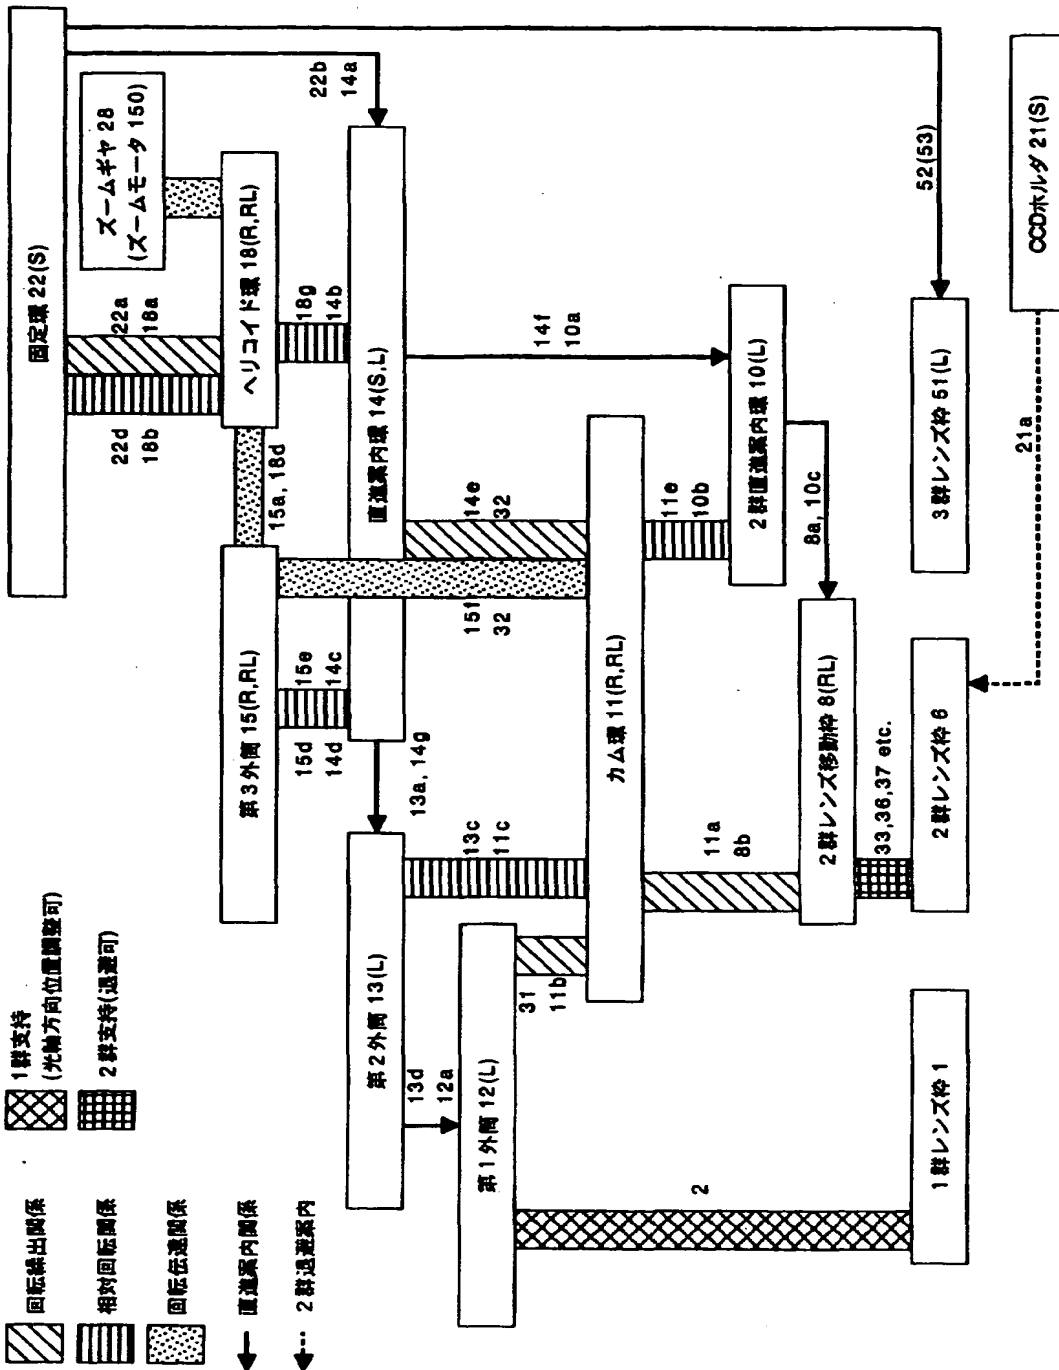 固定環 22(S)
ズームギヤ 28
(ズームモータ 150)
22a
18a
22d
18b
22b
14a
ヘリコイド環 18(R,RL)
18g
14b
15a, 18d
第3外筒 15(R,RL)
15d
14d
15e
14c
直進案内環 14(S,L)
14f
10a
14e
32
15f
32
13a, 14g
第2外筒 13(L)
13c
11c
13d
12a
第1外筒 12(L)
31
11b
カム環 11(R,RL)
11e
10b
2群直進案内環 10(L)
8a, 10c
11a
8b
2群レンズ移動枠 8(RL)
33,36,37 etc.
2
1群レンズ枠 1
2群レンズ枠 6
3群レンズ枠 51(L)
52(53)
21a
CCDホルダ 21(S)
回転繰出関係
相対回転関係
回転伝達関係
直進案内関係
2群退避案内
1群支持
(光軸方向位置調整可)
2群支持(退避可)